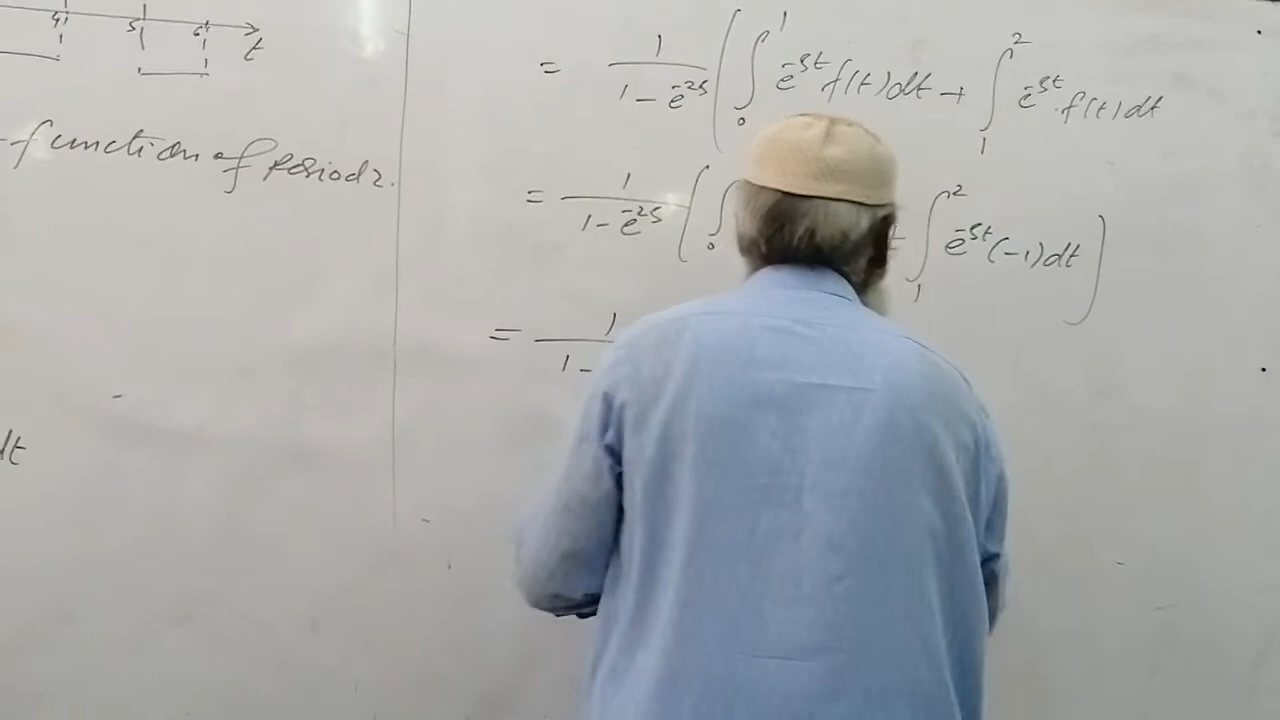 4 5 6 t
function of period 2.
dt
= 1/(1 - e^{-2s}) ( ∫_0^1 e^{-st} f(t) dt + ∫_1^2 e^{-st} . f(t) dt
= 1/(1 - e^{-2s}) ( ∫_0 + ∫_1^2 e^{-st} (-1) dt )
= 1/(1 -